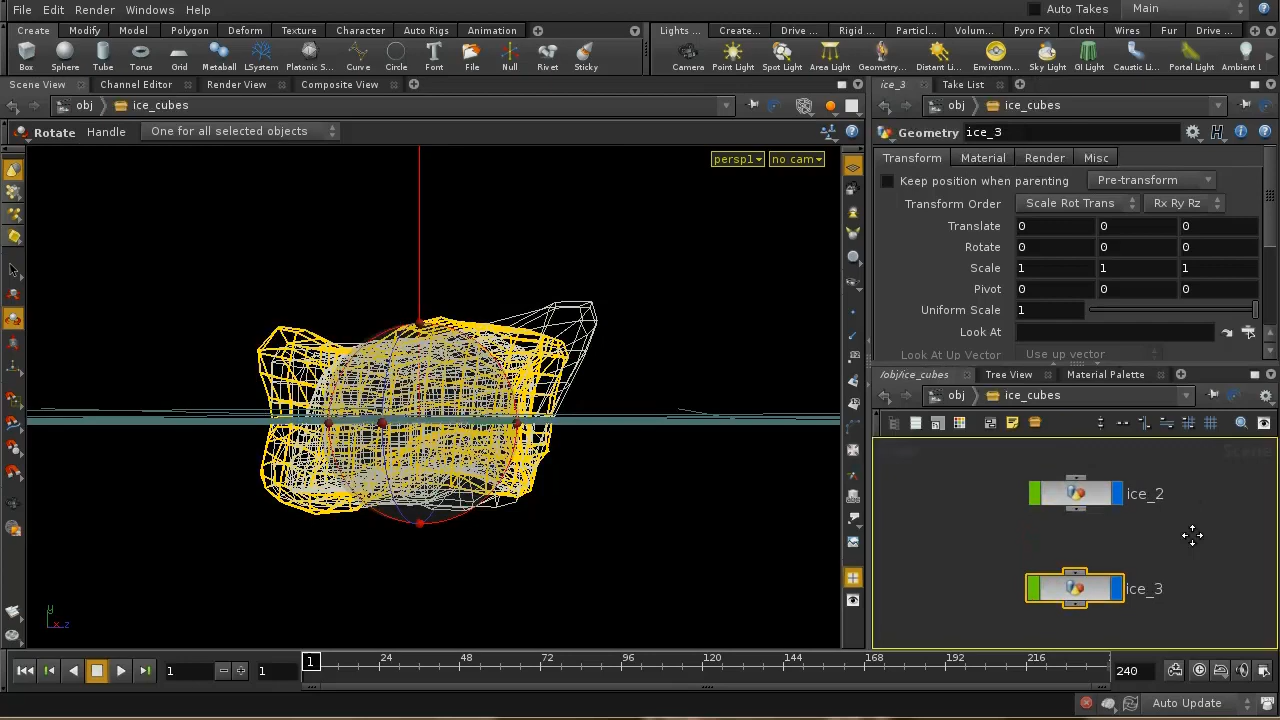 File Edit Render Windows Help Auto Takes Main
Create Modify Model Polygon Deform Texture Character Auto Rigs Animation Lights ... Create... Drive ... Rigid ... Particl... Volum... Pyro FX Cloth Wires Fur Drive ...
Box Sphere Tube Torus Grid Metaball LSystem Platonic S... Curve Circle Font File Null Rivet Sticky Camera Point Light Spot Light Area Light Geometry... Distant Li... Environm... Sky Light GI Light Caustic Li... Portal Light Ambient L
Scene View Channel Editor Render View Composite View ice_3 Take List
obj ice_cubes obj ice_cubes
Rotate Handle One for all selected objects Geometry ice_3
persp1 no cam
Transform Material Render Misc
Keep position when parenting Pre-transform
Transform Order Scale Rot Trans Rx Ry Rz
Translate 0 0 0
Rotate 0 0 0
Scale 1 1 1
Pivot 0 0 0
Uniform Scale 1
Look At
Look At Up Vector Use up vector
/obj/ice_cubes Tree View Material Palette
obj ice_cubes
ice_2
ice_3
y
x z
1 1 1 24 48 72 96 120 144 168 192 216 240
Auto Update